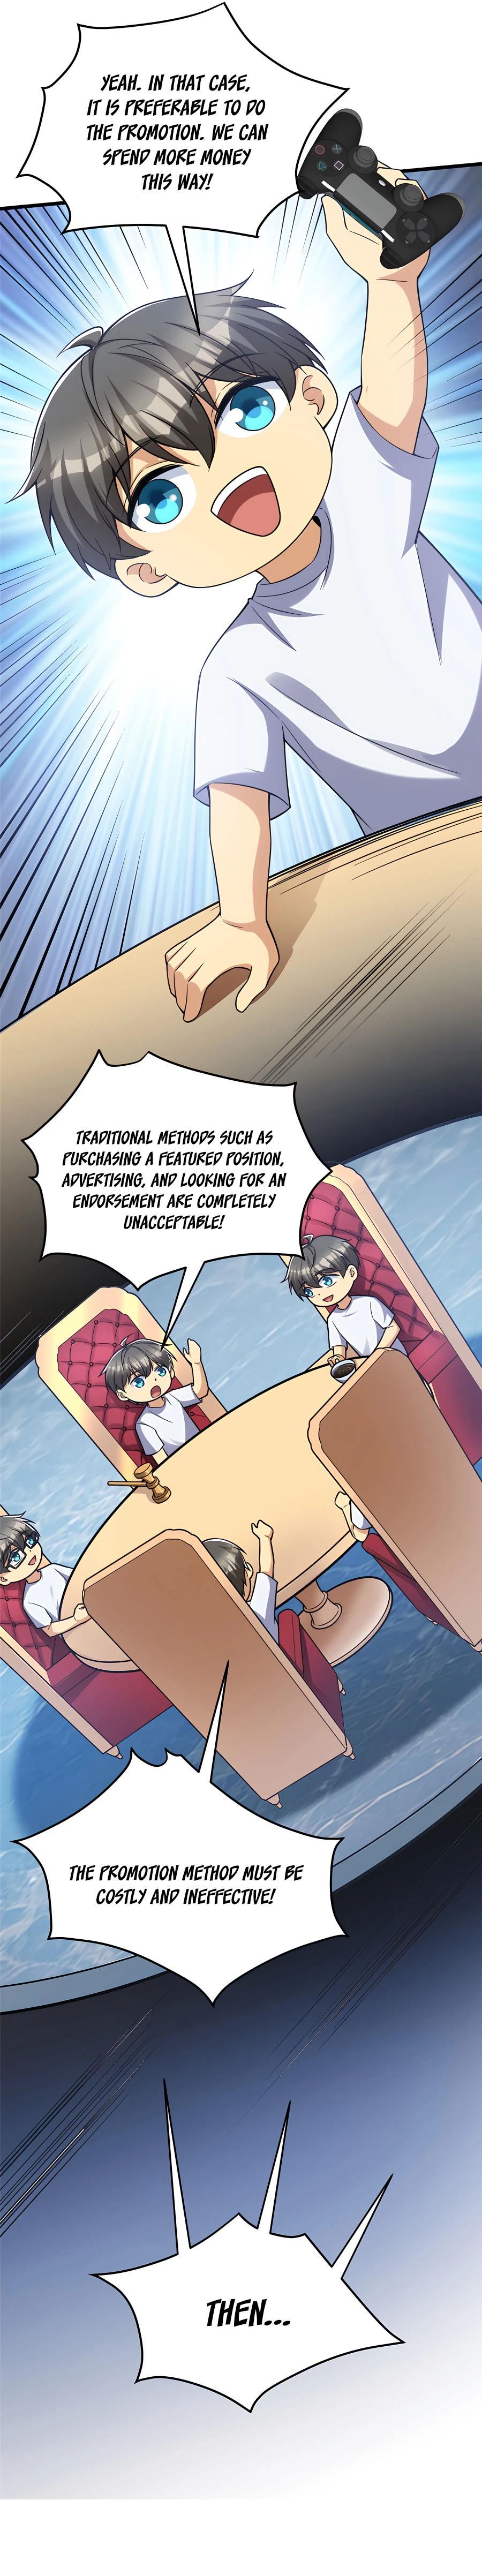 YEAH. IN THAT CASE,
IT IS PREFERABLE TO DO
THE PROMOTION. WE CAN
SPEND MORE MONEY
THIS WAY!
TRADITIONAL METHODS SUCH AS
PURCHASING A FEATURED POSITION,
ADVERTISING, AND LOOKING FOR AN
ENDORSEMENT ARE COMPLETELY
UNACCEPTABLE!
THE PROMOTION METHOD MUST BE
COSTLY AND INEFFECTIVE!
THEN...